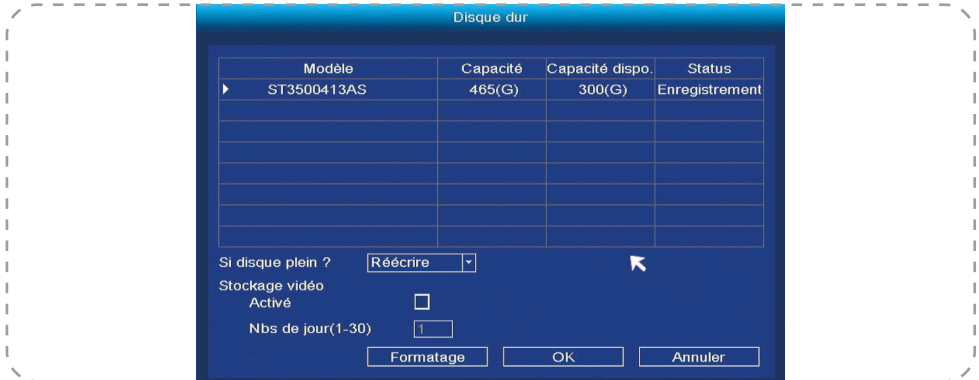 Disque dur
Modèle Capacité Capacité dispo. Status
ST3500413AS 465(G) 300(G) Enregistrement
Si disque plein ? Réécrire
Stockage vidéo
Activé
Nbs de jour(1-30) 1
Formatage OK Annuler